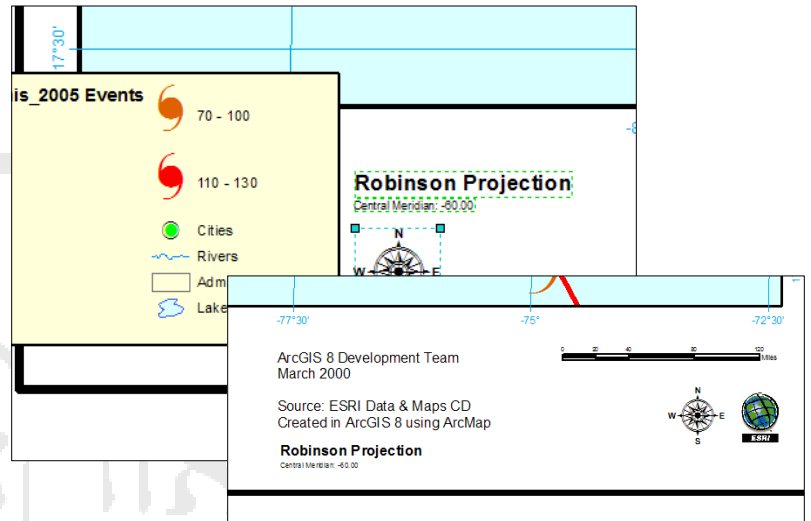 17°30'
is_2005 Events
70 - 100
110 - 130
Cities
Rivers
Adm
Lake
-8
Robinson Projection
Central Meridian: -60.00
N
W E
-77°30'
-75°
-72°30'
1
ArcGIS 8 Development Team
March 2000
Source: ESRI Data & Maps CD
Created in ArcGIS 8 using ArcMap
Robinson Projection
Central Meridian: -60.00
0 20 40 80 120
Miles
N
W E
S
ESRI